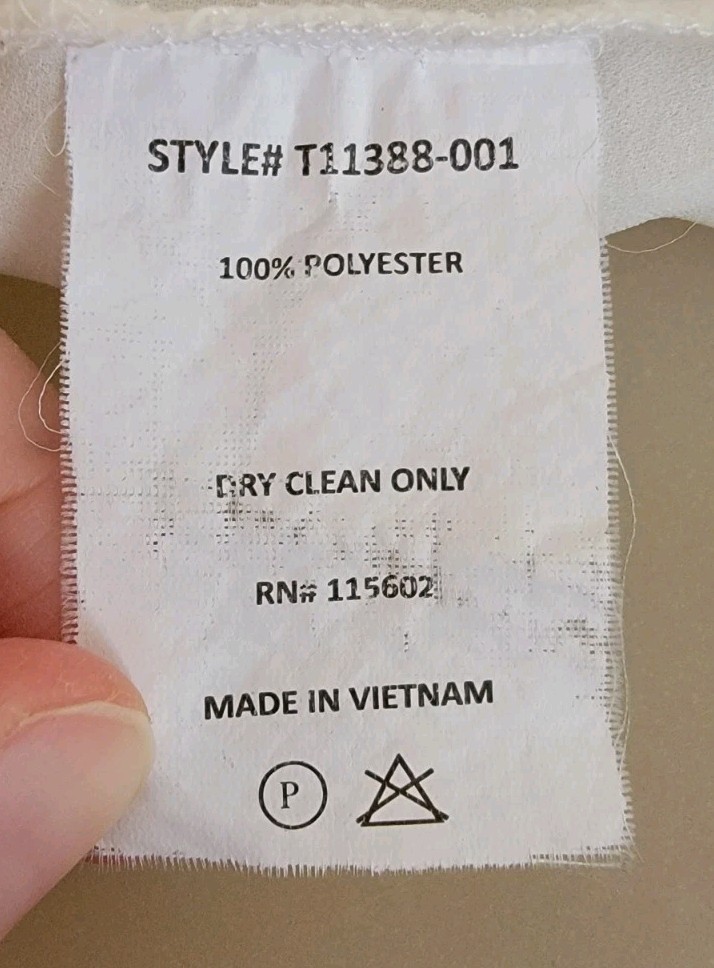 STYLE# T11388-001
100% POLYESTER
DRY CLEAN ONLY
RN# 115602
MADE IN VIETNAM
P